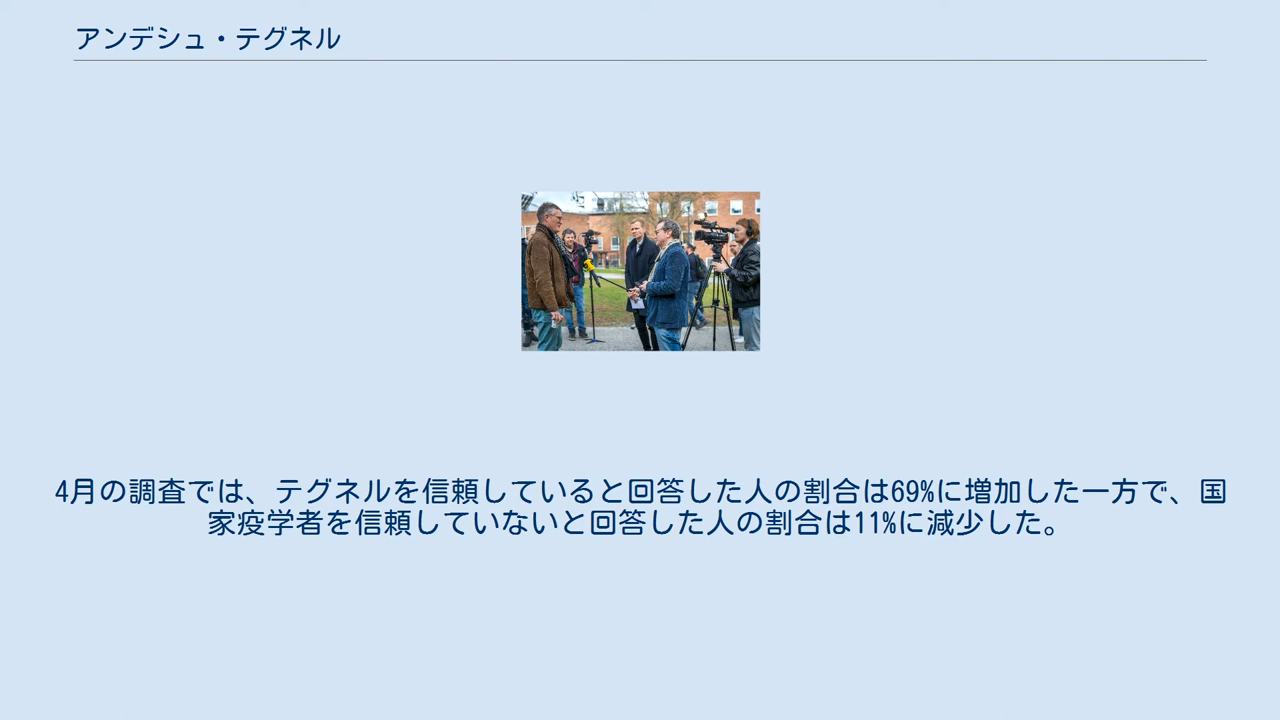 アンデシュ・テグネル
4月の調査では、テグネルを信頼していると回答した人の割合は69%に増加した一方で、国
家疫学者を信頼していないと回答した人の割合は11%に減少した。